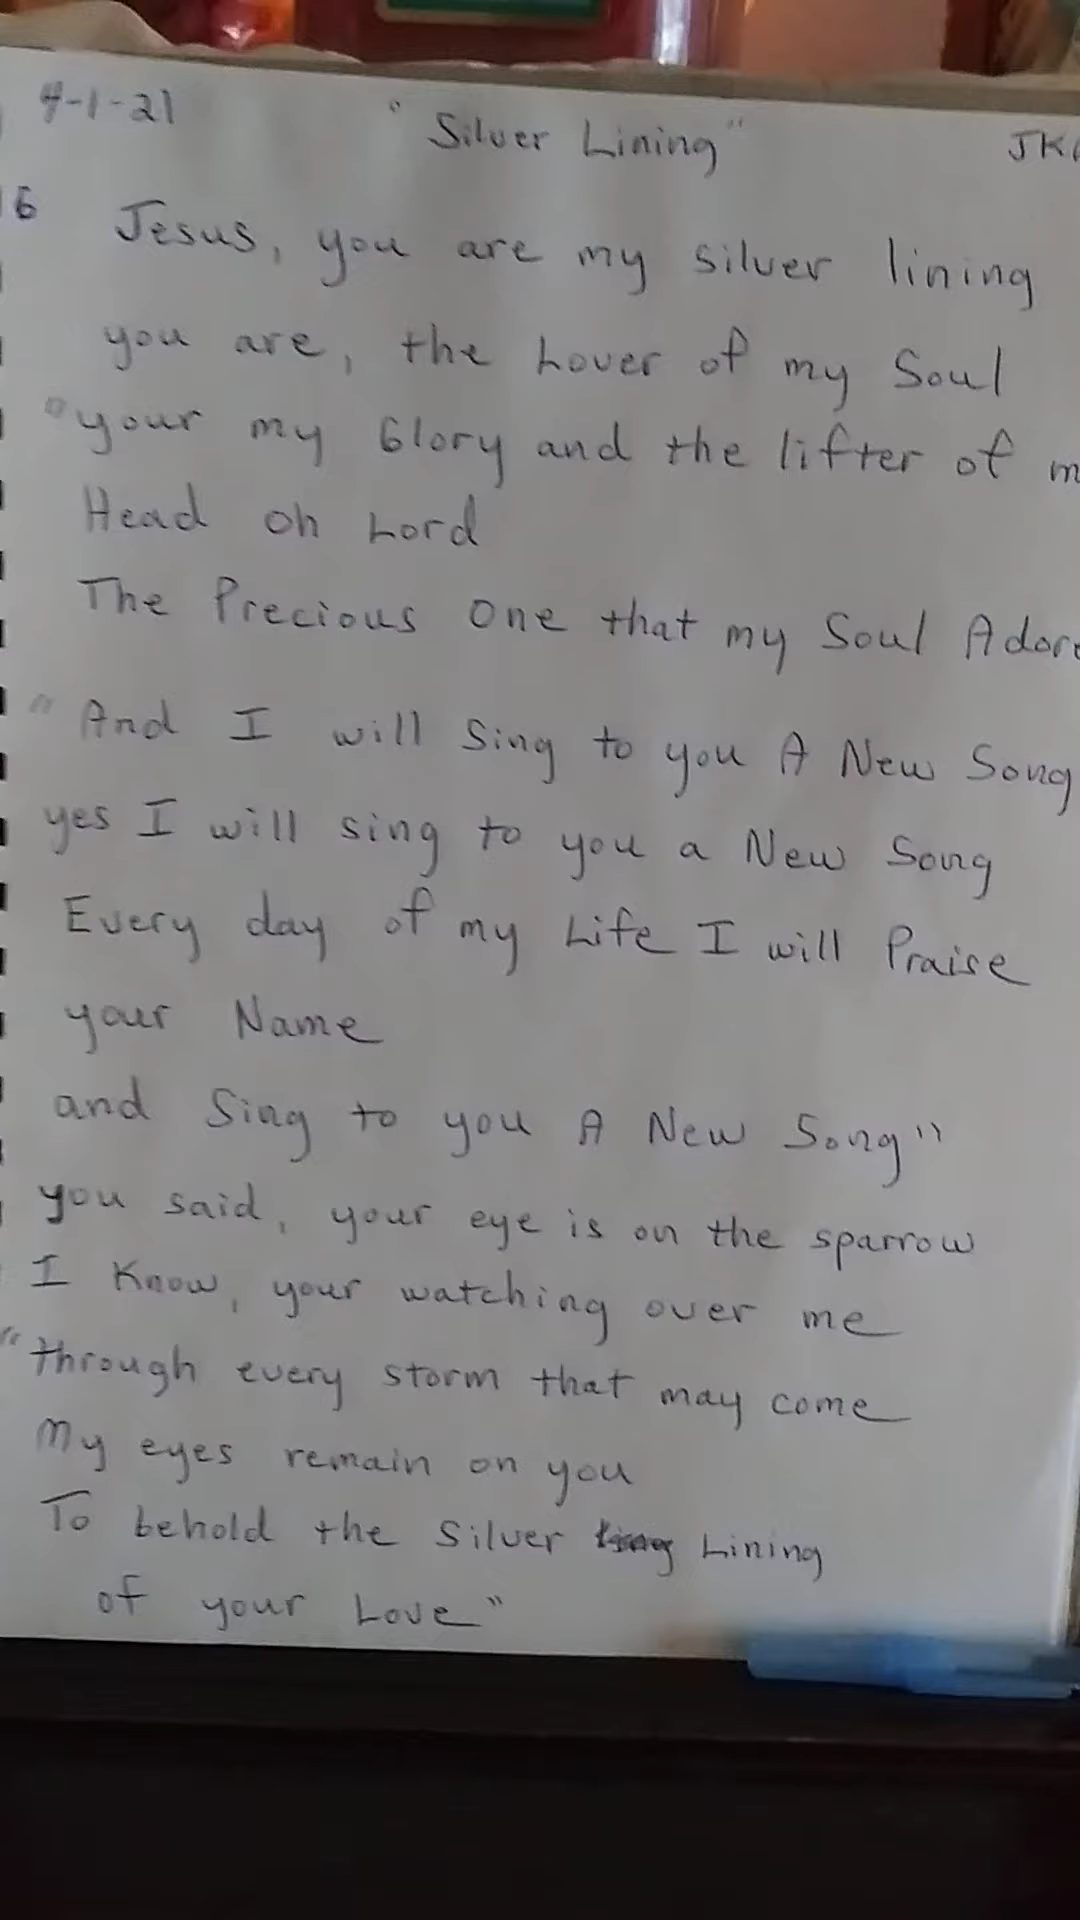 4-1-21 "Silver Lining" JK
16 Jesus, you are my silver lining
you are, the Lover of my Soul
"your my Glory and the lifter of m
Head oh Lord
The Precious One that my Soul Adore
"And I will Sing to you A New Song
yes I will sing to you a New Song
Every day of my Life I will Praise
your Name
and Sing to you A New Song"
you said, your eye is on the sparrow
I Know, your watching over me
"through every storm that may come
My eyes remain on you
To behold the Silver Lining
of your Love"